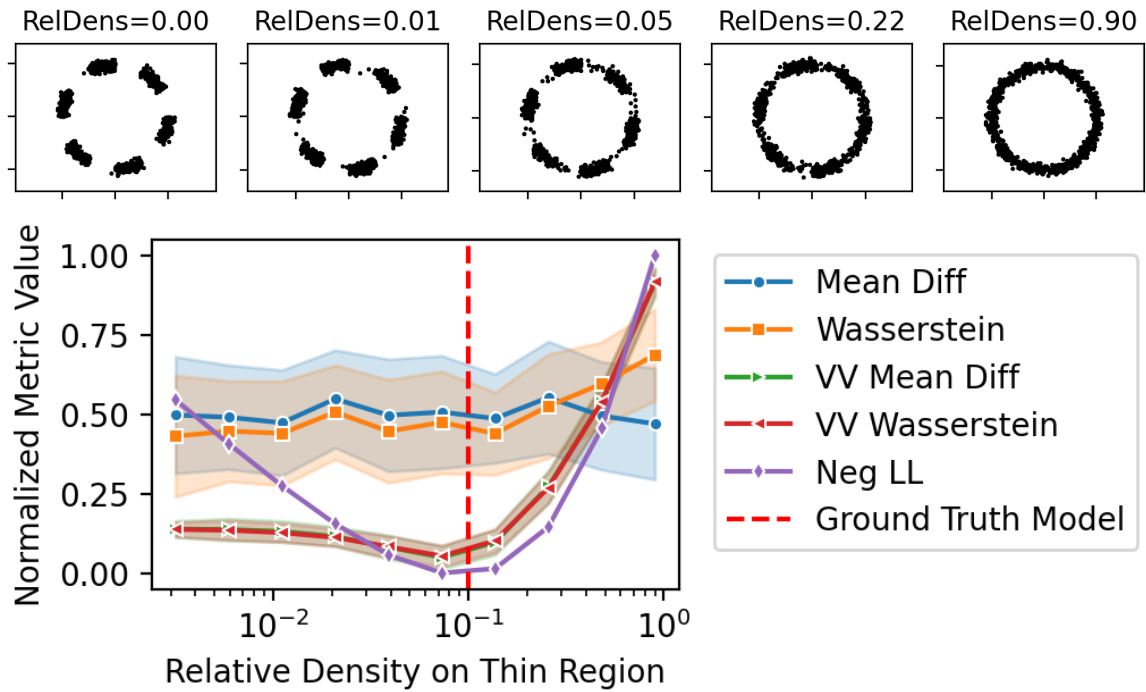 RelDens=0.00
RelDens=0.01
RelDens=0.05
RelDens=0.22
RelDens=0.90
Normalized Metric Value
1.00
0.75
0.50
0.25
0.00
10⁻²
10⁻¹
10⁰
Relative Density on Thin Region
Mean Diff
Wasserstein
VV Mean Diff
VV Wasserstein
Neg LL
Ground Truth Model